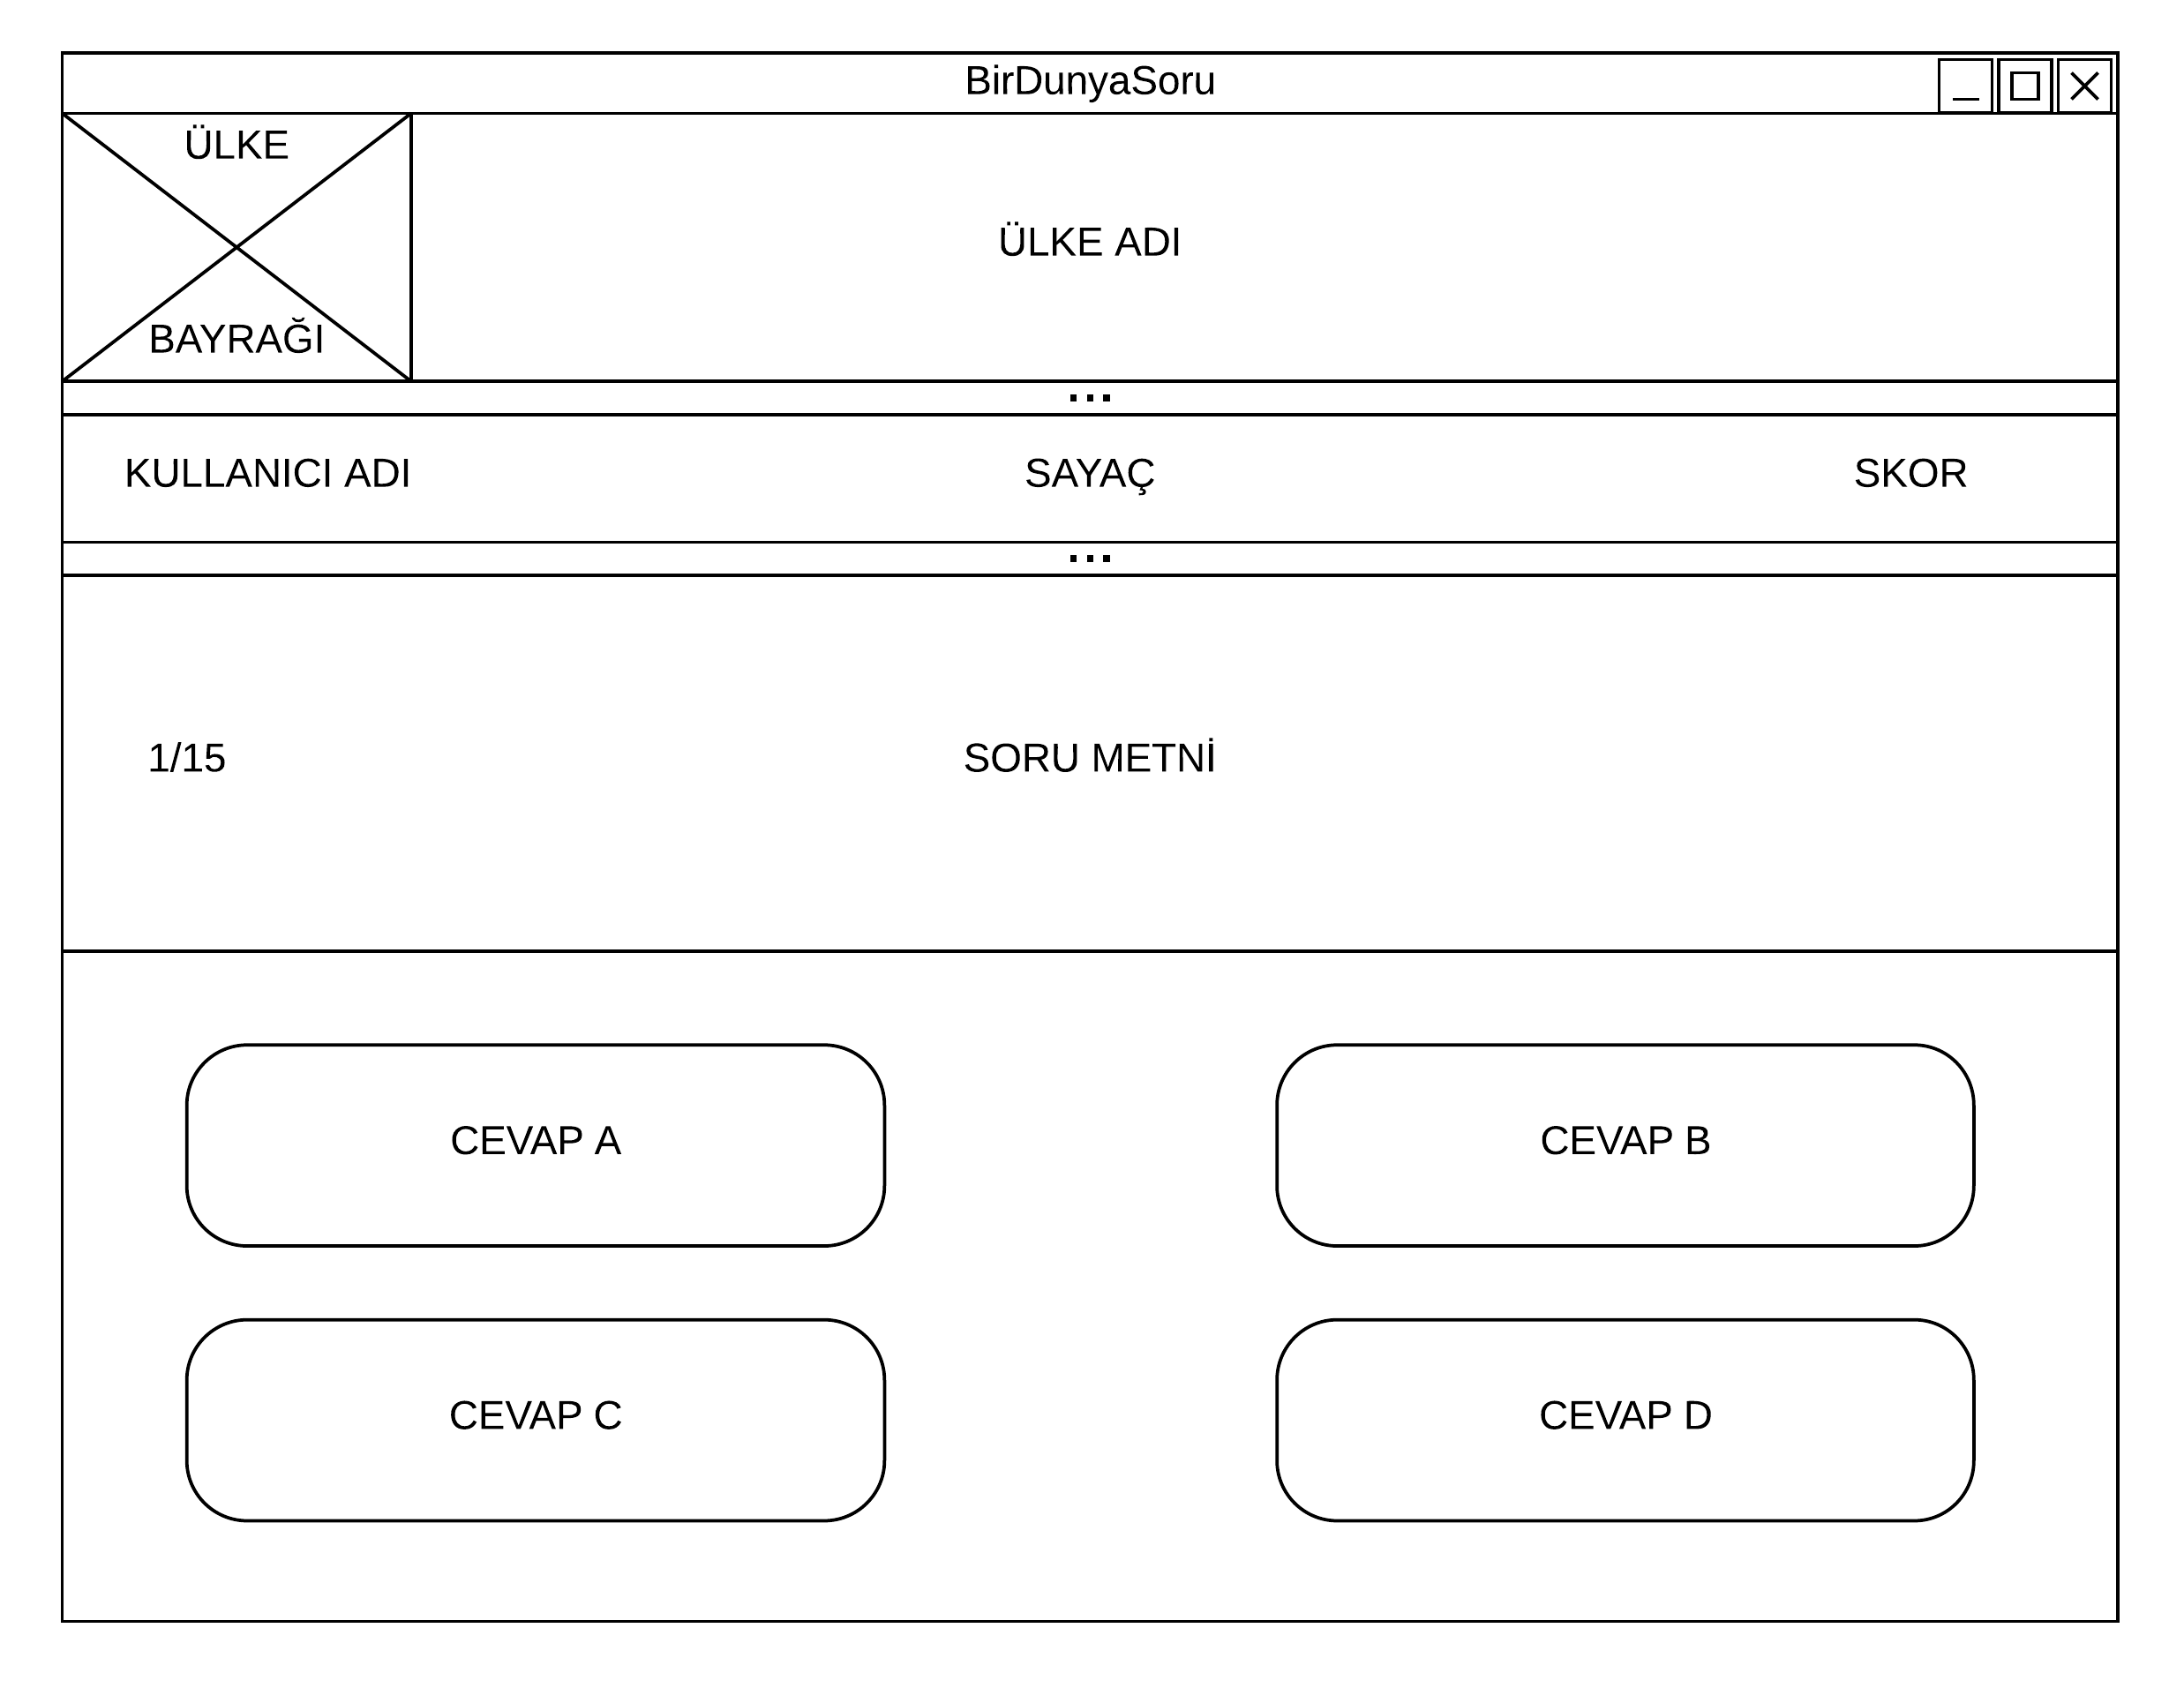 BirDunyaSoru
ÜLKE
BAYRAĞI
ÜLKE ADI
...
KULLANICI ADI
SAYAÇ
SKOR
...
1/15
SORU METNİ
CEVAP A
CEVAP B
CEVAP C
CEVAP D